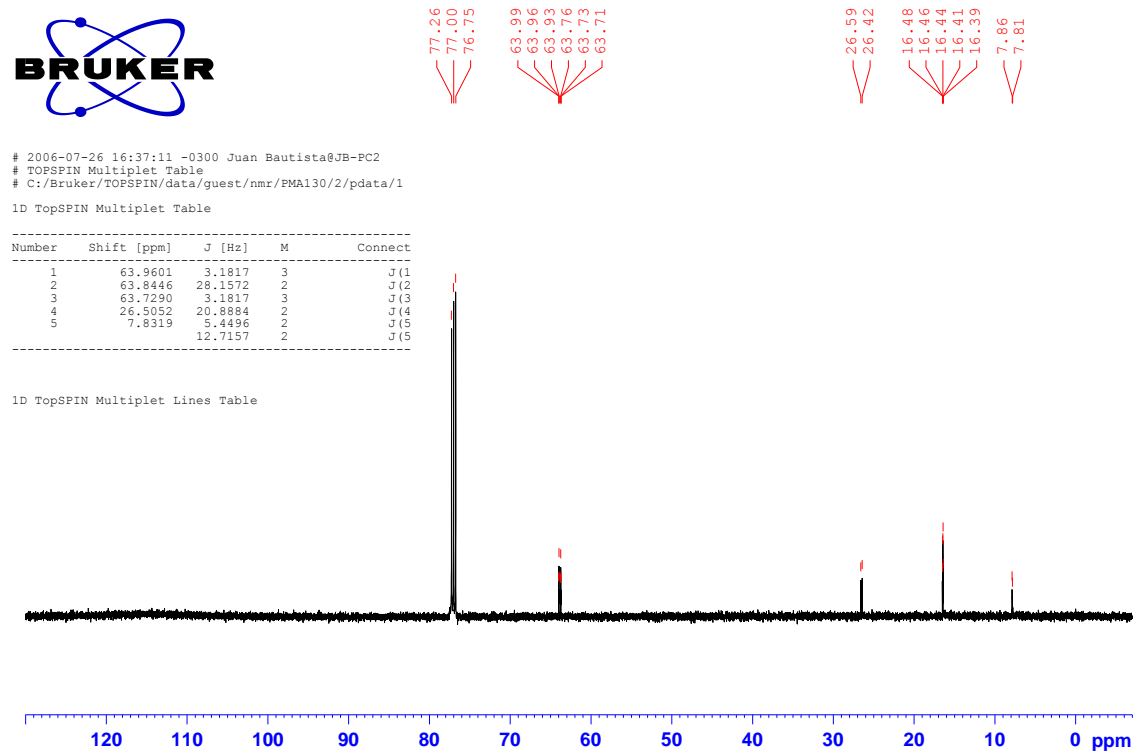 BRUKER
77.26
77.00
76.75
63.99
63.96
63.93
63.76
63.73
63.71
26.59
26.42
16.48
16.46
16.44
16.41
16.39
7.86
7.81
# 2006-07-26 16:37:11 -0300 Juan Bautista@JB-PC2
# TOPSPIN Multiplet Table
# C:/Bruker/TOPSPIN/data/guest/nmr/PMA130/2/pdata/1
1D TopSPIN Multiplet Table
Number Shift [ppm] J [Hz] M Connect
1 63.9601 3.1817 3 J(1
2 63.8446 28.1572 2 J(2
3 63.7290 3.1817 3 J(3
4 26.5052 20.8884 2 J(4
5 7.8319 5.4496 2 J(5
12.7157 2 J(5
1D TopSPIN Multiplet Lines Table
120 110 100 90 80 70 60 50 40 30 20 10 0 ppm